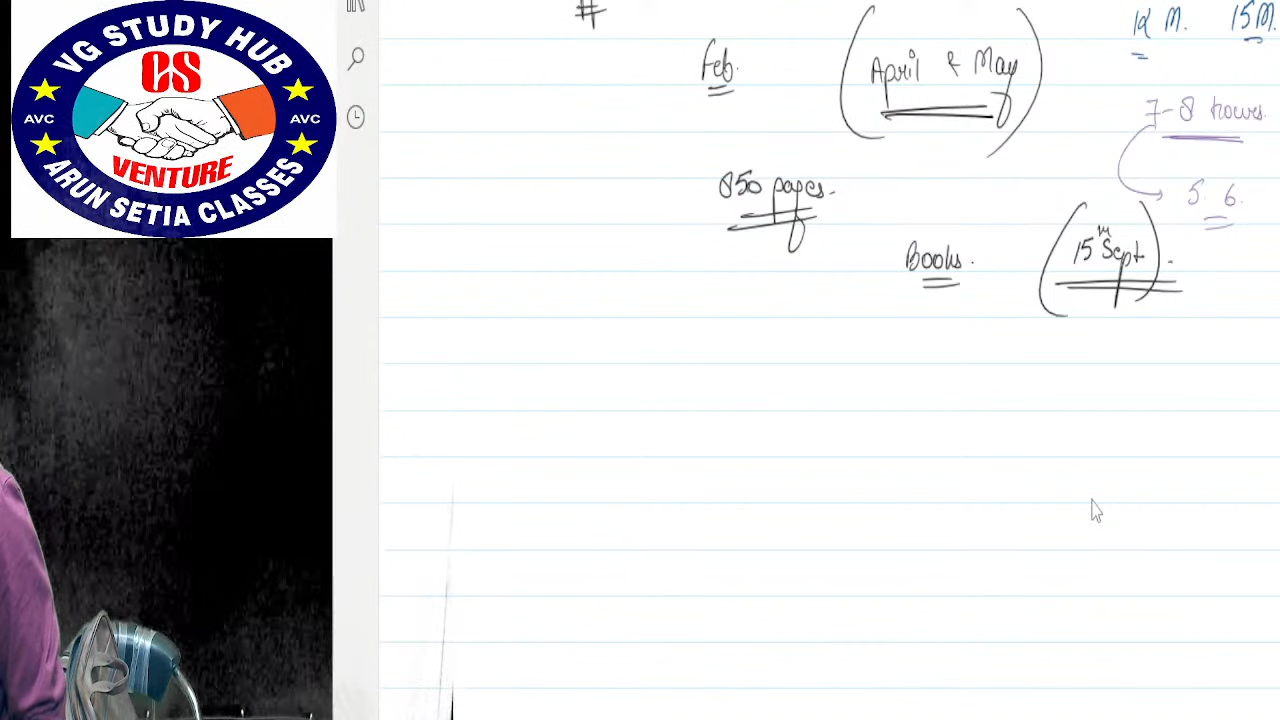 VG STUDY HUB
CS
AVC AVC
VENTURE
ARUN SETIA CLASSES
#
12 M. 15 M.
Feb.
(April & May)
7-8 hours.
850 pages.
5. 6.
Books. (15th Sept).